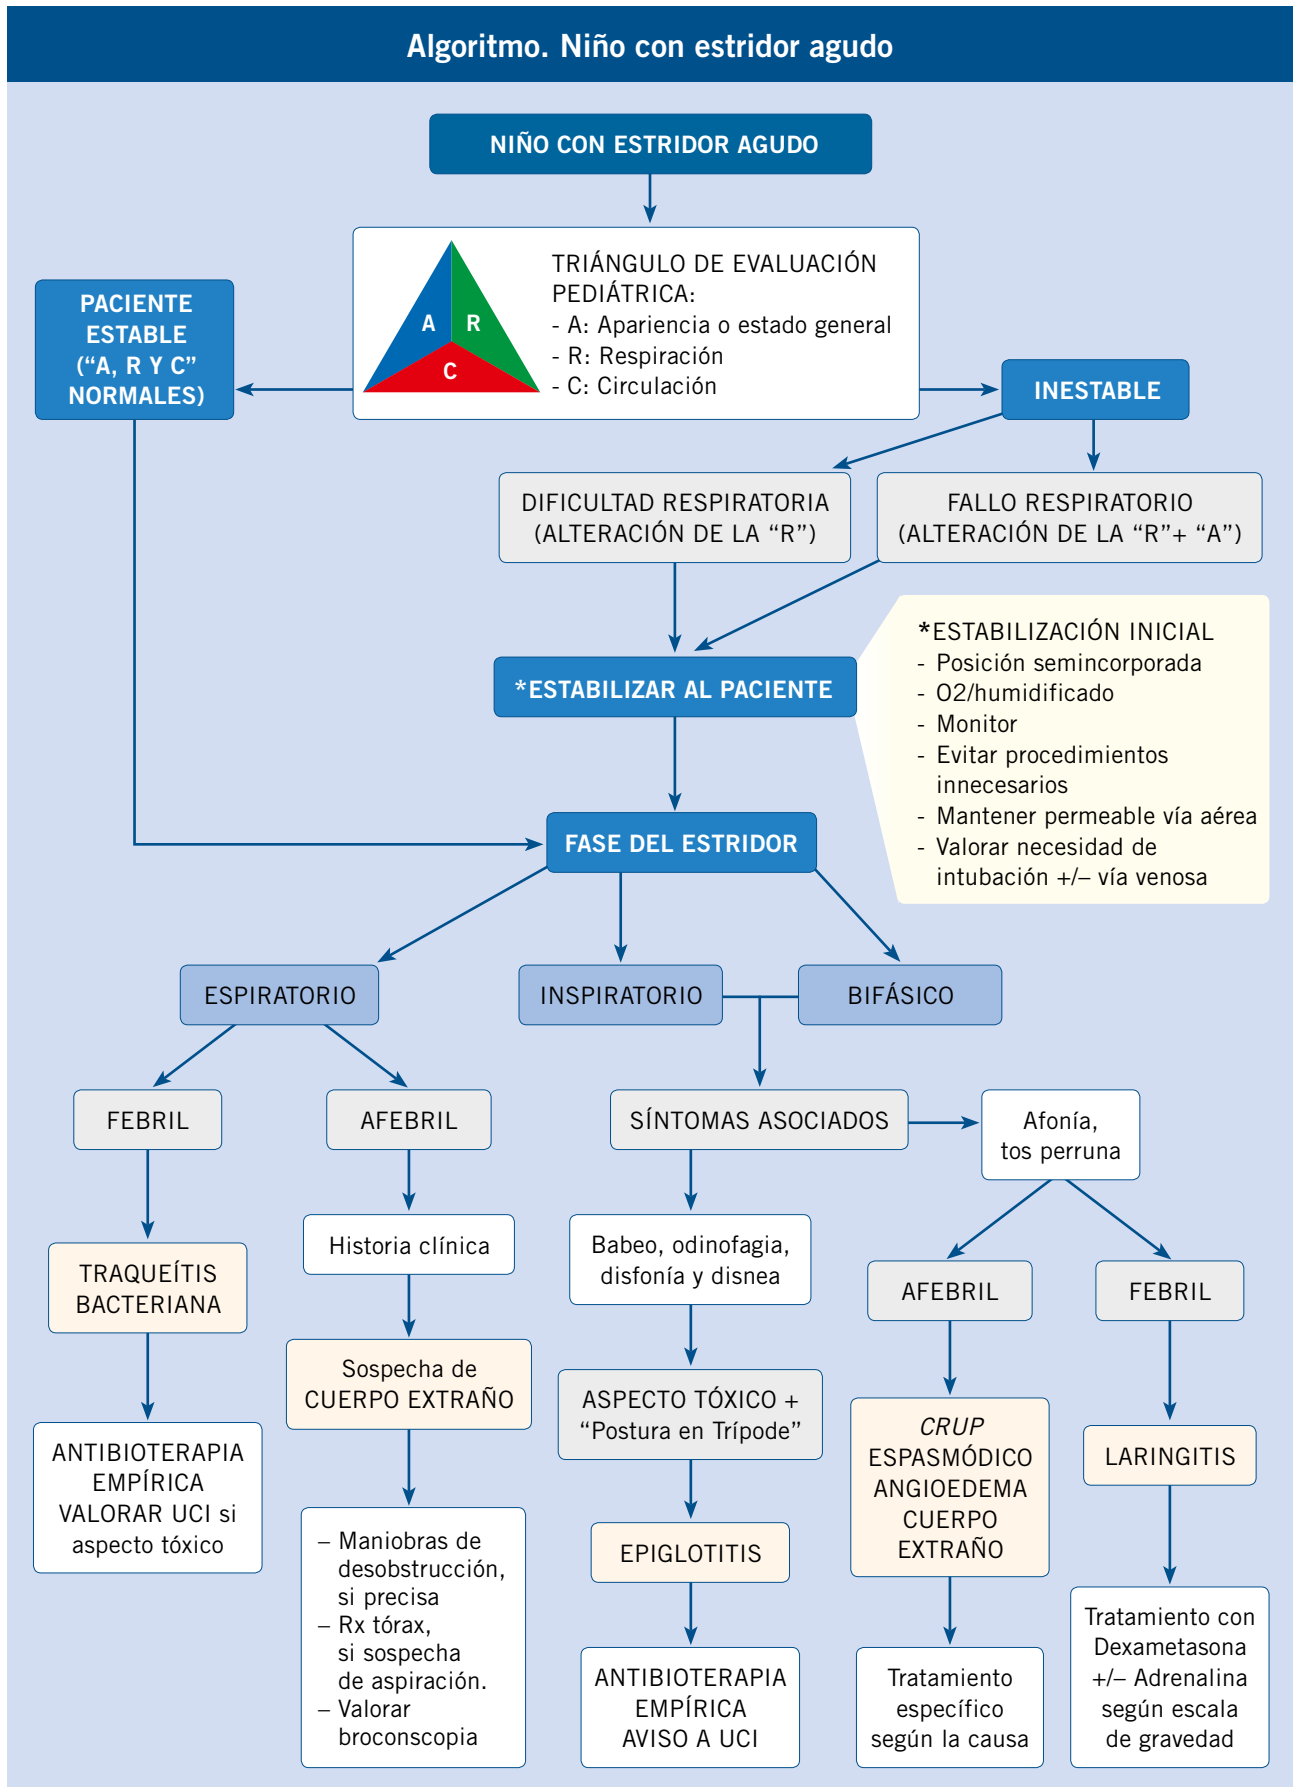 Algoritmo. Niño con estridor agudo
NIÑO CON ESTRIDOR AGUDO
TRIÁNGULO DE EVALUACIÓN
PEDIÁTRICA:
- A: Apariencia o estado general
- R: Respiración
- C: Circulación
A
R
C
PACIENTE
ESTABLE
(“A, R Y C”
NORMALES)
INESTABLE
DIFICULTAD RESPIRATORIA
(ALTERACIÓN DE LA “R”)
FALLO RESPIRATORIO
(ALTERACIÓN DE LA “R”+ “A”)
*ESTABILIZAR AL PACIENTE
*ESTABILIZACIÓN INICIAL
- Posición semincorporada
- O2/humidificado
- Monitor
- Evitar procedimientos
innecesarios
- Mantener permeable vía aérea
- Valorar necesidad de
intubación +/– vía venosa
FASE DEL ESTRIDOR
ESPIRATORIO
INSPIRATORIO
BIFÁSICO
FEBRIL
AFEBRIL
SÍNTOMAS ASOCIADOS
Afonía,
tos perruna
TRAQUEÍTIS
BACTERIANA
Historia clínica
Babeo, odinofagia,
disfonía y disnea
AFEBRIL
FEBRIL
Sospecha de
CUERPO EXTRAÑO
ASPECTO TÓXICO +
“Postura en Trípode”
CRUP
ESPASMÓDICO
ANGIOEDEMA
CUERPO
EXTRAÑO
LARINGITIS
ANTIBIOTERAPIA
EMPÍRICA
VALORAR UCI si
aspecto tóxico
– Maniobras de
desobstrucción,
si precisa
– Rx tórax,
si sospecha
de aspiración.
– Valorar
broconscopia
EPIGLOTITIS
ANTIBIOTERAPIA
EMPÍRICA
AVISO A UCI
Tratamiento
específico
según la causa
Tratamiento con
Dexametasona
+/– Adrenalina
según escala
de gravedad